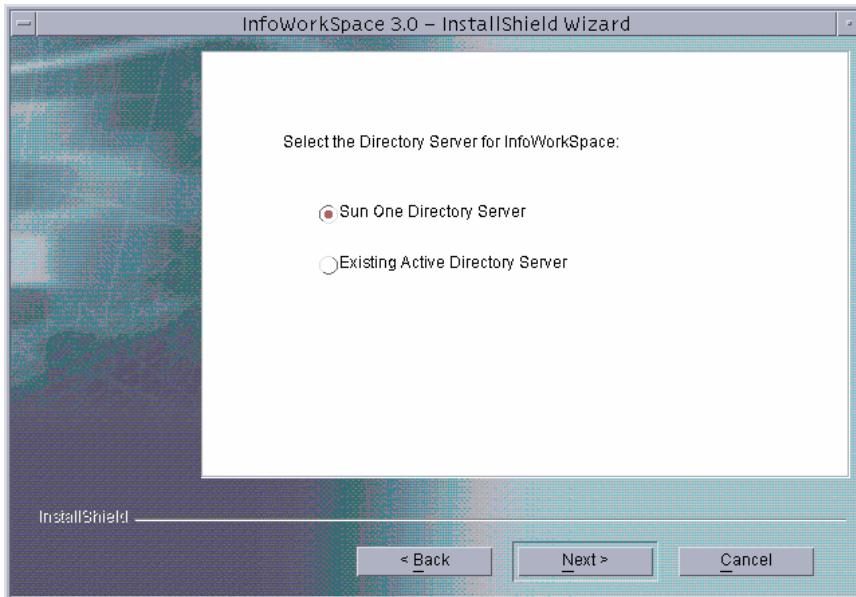 InfoWorkSpace 3.0 – InstallShield Wizard
Select the Directory Server for InfoWorkSpace:
Sun One Directory Server
Existing Active Directory Server
InstallShield
< Back Next > Cancel